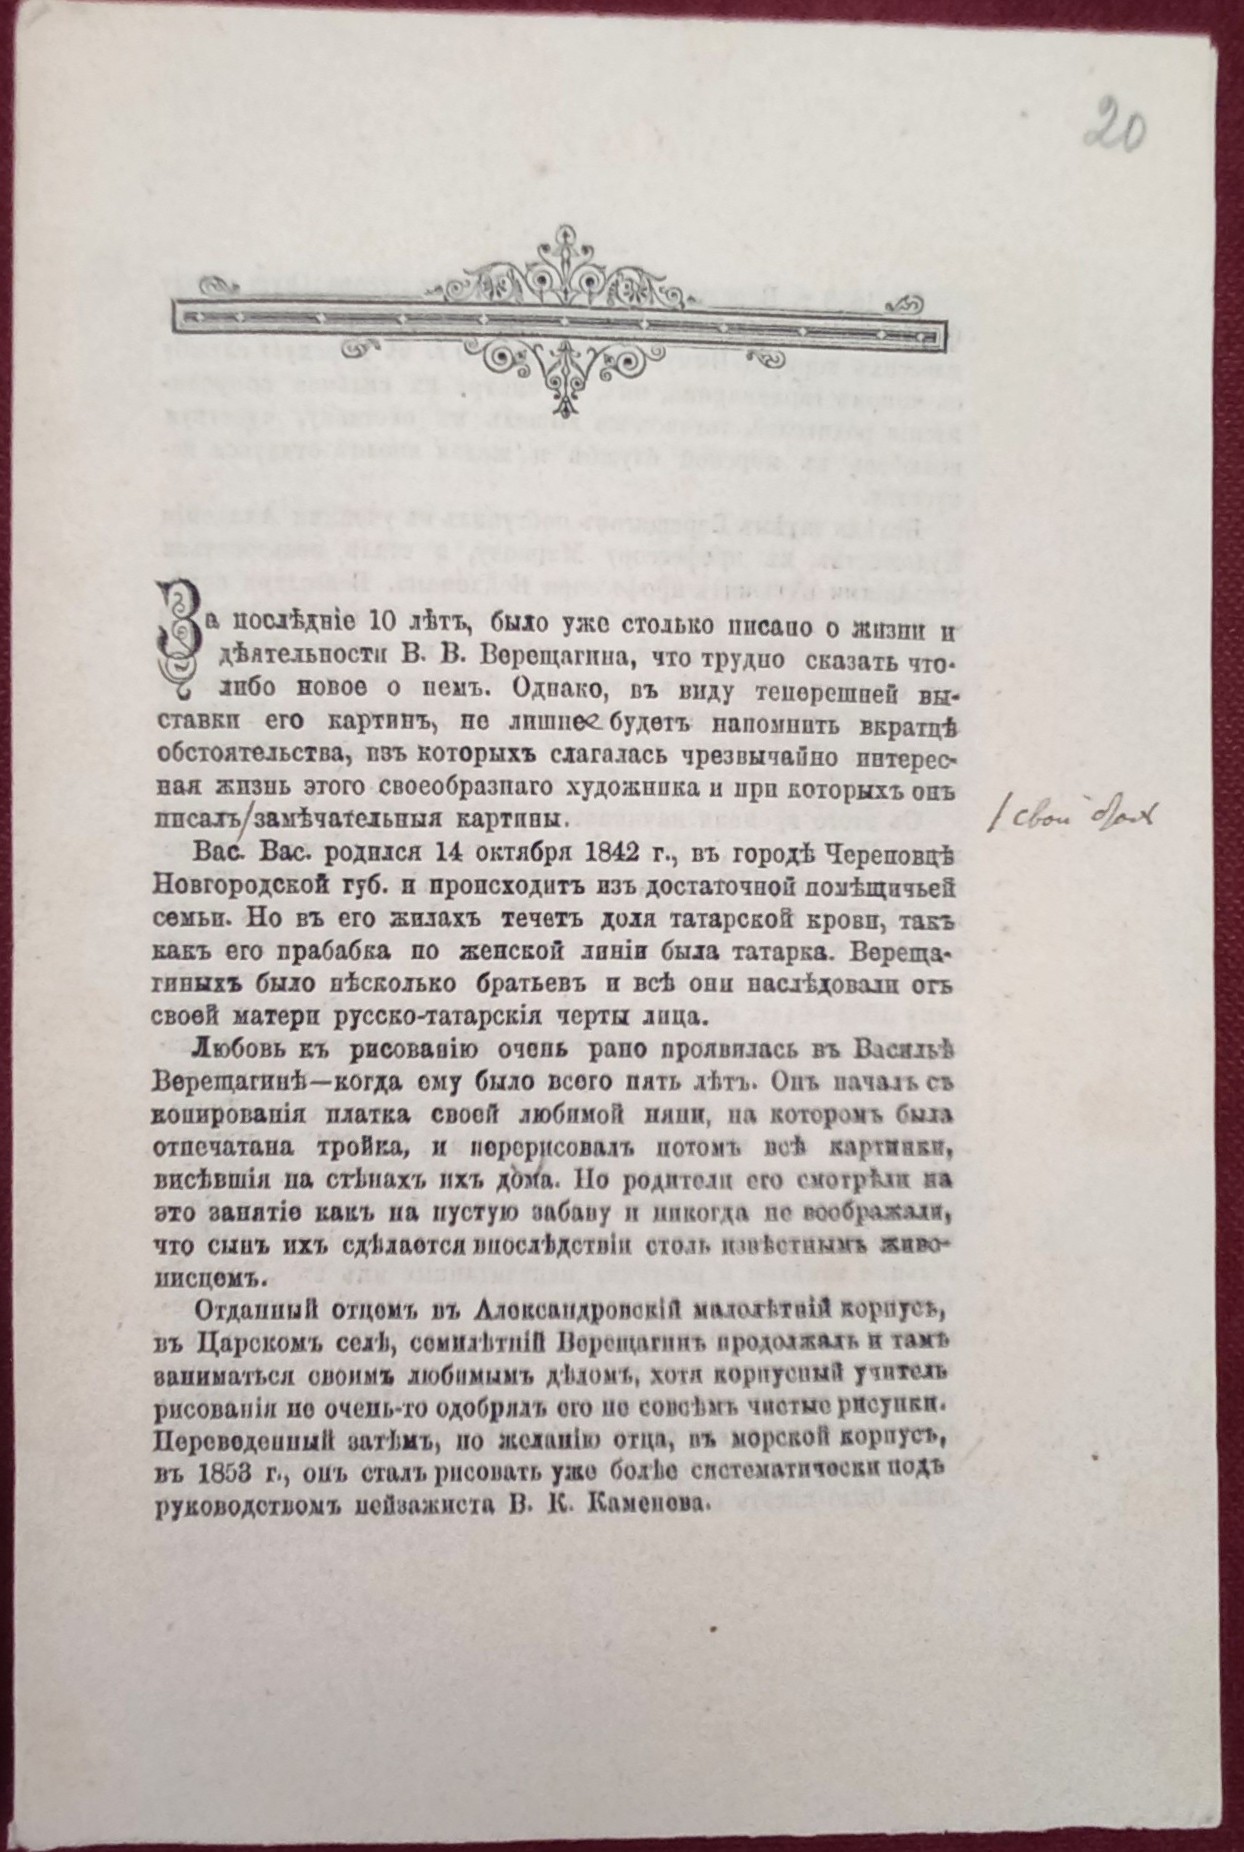 20
За послѣдніе 10 лѣтъ, было уже столько писано о жизни и
дѣятельности В. В. Верещагина, что трудно сказать что-
либо новое о немъ. Однако, въ виду теперешней вы-
ставки его картинъ, не лишнее будетъ напомнить вкратцѣ
обстоятельства, изъ которыхъ слагалась чрезвычайно интерес-
ная жизнь этого своеобразнаго художника и при которыхъ онъ
писалъ/замѣчательныя картины.
/ свои
Вас. Вас. родился 14 октября 1842 г., въ городѣ Череповцѣ
Новгородской губ. и происходитъ изъ достаточной помѣщичьей
семьи. Но въ его жилахъ течетъ доля татарской крови, такъ
какъ его прабабка по женской линіи была татарка. Вереща-
гиныхъ было нѣсколько братьевъ и всѣ они наслѣдовали отъ
своей матери русско-татарскія черты лица.
Любовь къ рисованію очень рано проявилась въ Васильѣ
Верещагинѣ—когда ему было всего пять лѣтъ. Онъ началъ съ
копированія платка своей любимой няни, на которомъ была
отпечатана тройка, и перерисовалъ потомъ всѣ картинки,
висѣвшія на стѣнахъ ихъ дома. Но родители его смотрѣли на
это занятіе какъ на пустую забаву и никогда не воображали,
что сынъ ихъ сдѣлается впослѣдствіи столь извѣстнымъ живо-
писцемъ.
Отданный отцемъ въ Александровскій малолѣтній корпусъ,
въ Царскомъ селѣ, семилѣтній Верещагинъ продолжалъ и тамъ
заниматься своимъ любимымъ дѣломъ, хотя корпусный учитель
рисованія не очень-то одобрялъ его не совсѣмъ чистые рисунки.
Переведенный затѣмъ, по желанію отца, въ морской корпусъ,
въ 1853 г., онъ сталъ рисовать уже болѣе систематически подъ
руководствомъ пейзажиста В. К. Каменева.